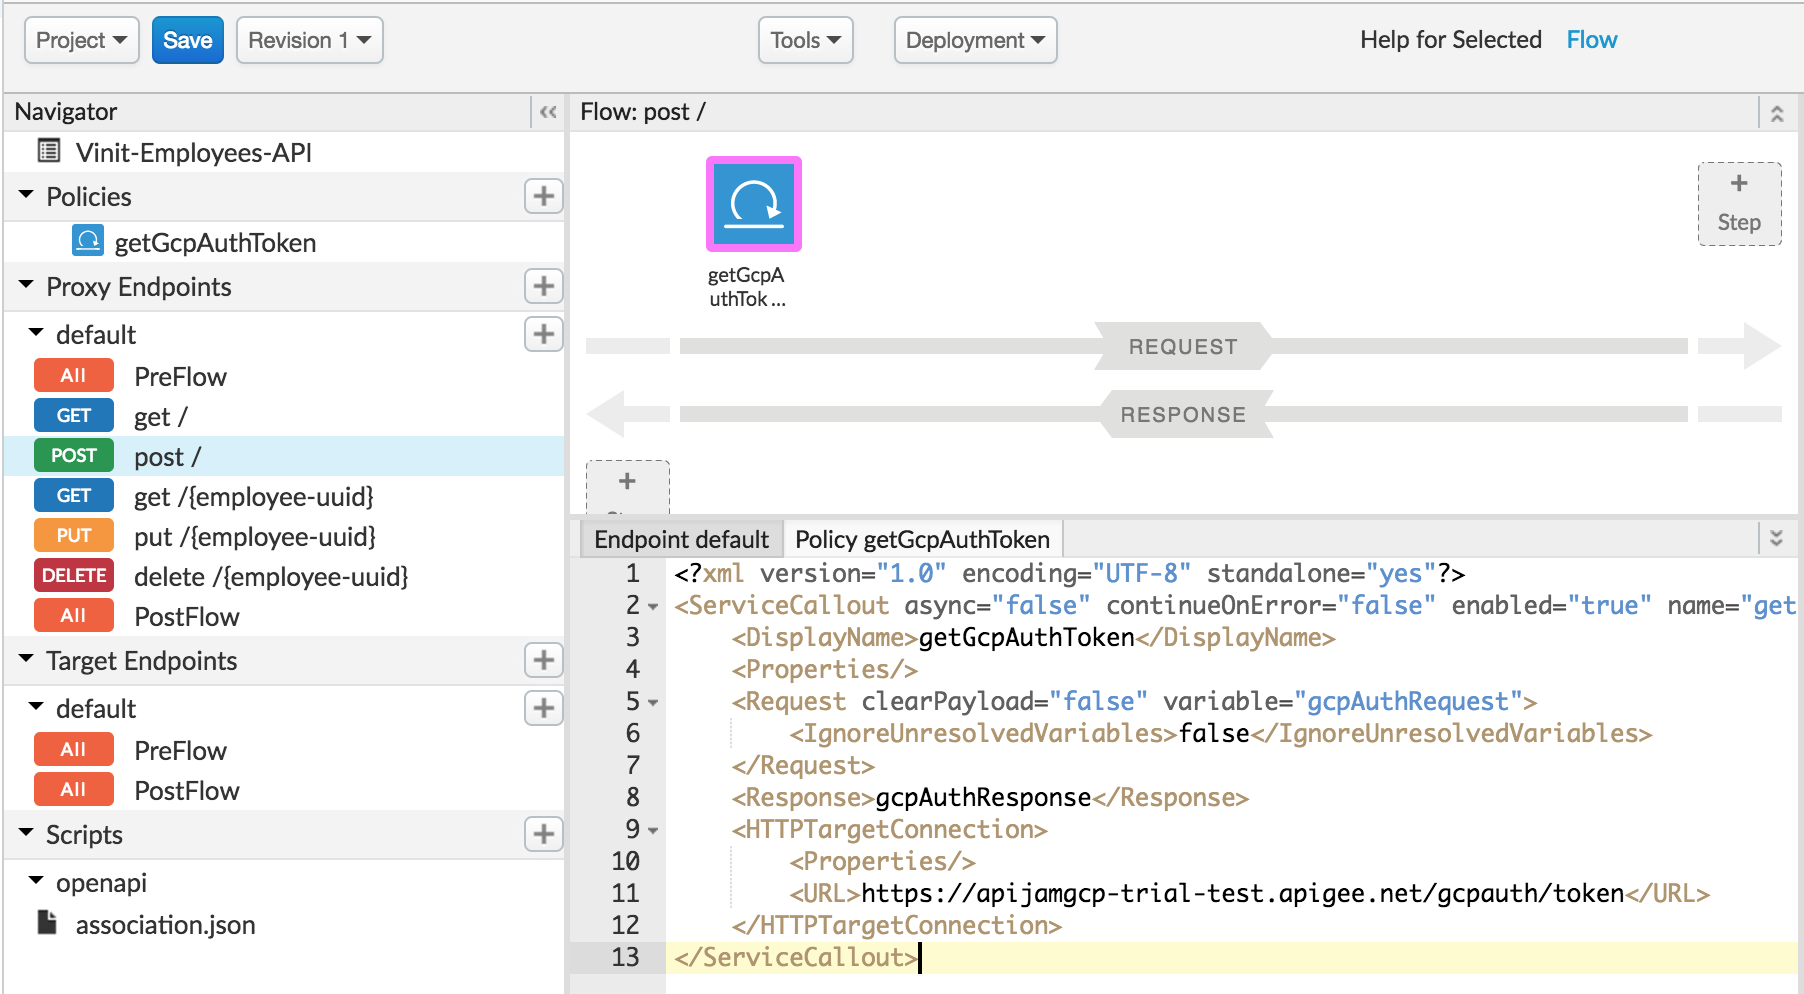 Project Save Revision 1 Tools Deployment Help for Selected Flow
Navigator
Vinit-Employees-API
Policies
getGcpAuthToken
Proxy Endpoints
default
All PreFlow
GET get /
POST post /
GET get /{employee-uuid}
PUT put /{employee-uuid}
DELETE delete /{employee-uuid}
All PostFlow
Target Endpoints
default
All PreFlow
All PostFlow
Scripts
openapi
association.json
Flow: post /
getGcpA
uthTok ...
+
Step
REQUEST
RESPONSE
+
Endpoint default Policy getGcpAuthToken
1 <?xml version="1.0" encoding="UTF-8" standalone="yes"?>
2 <ServiceCallout async="false" continueOnError="false" enabled="true" name="get
3 <DisplayName>getGcpAuthToken</DisplayName>
4 <Properties/>
5 <Request clearPayload="false" variable="gcpAuthRequest">
6 <IgnoreUnresolvedVariables>false</IgnoreUnresolvedVariables>
7 </Request>
8 <Response>gcpAuthResponse</Response>
9 <HTTPTargetConnection>
10 <Properties/>
11 <URL>https://apijamgcp-trial-test.apigee.net/gcpauth/token</URL>
12 </HTTPTargetConnection>
13 </ServiceCallout>